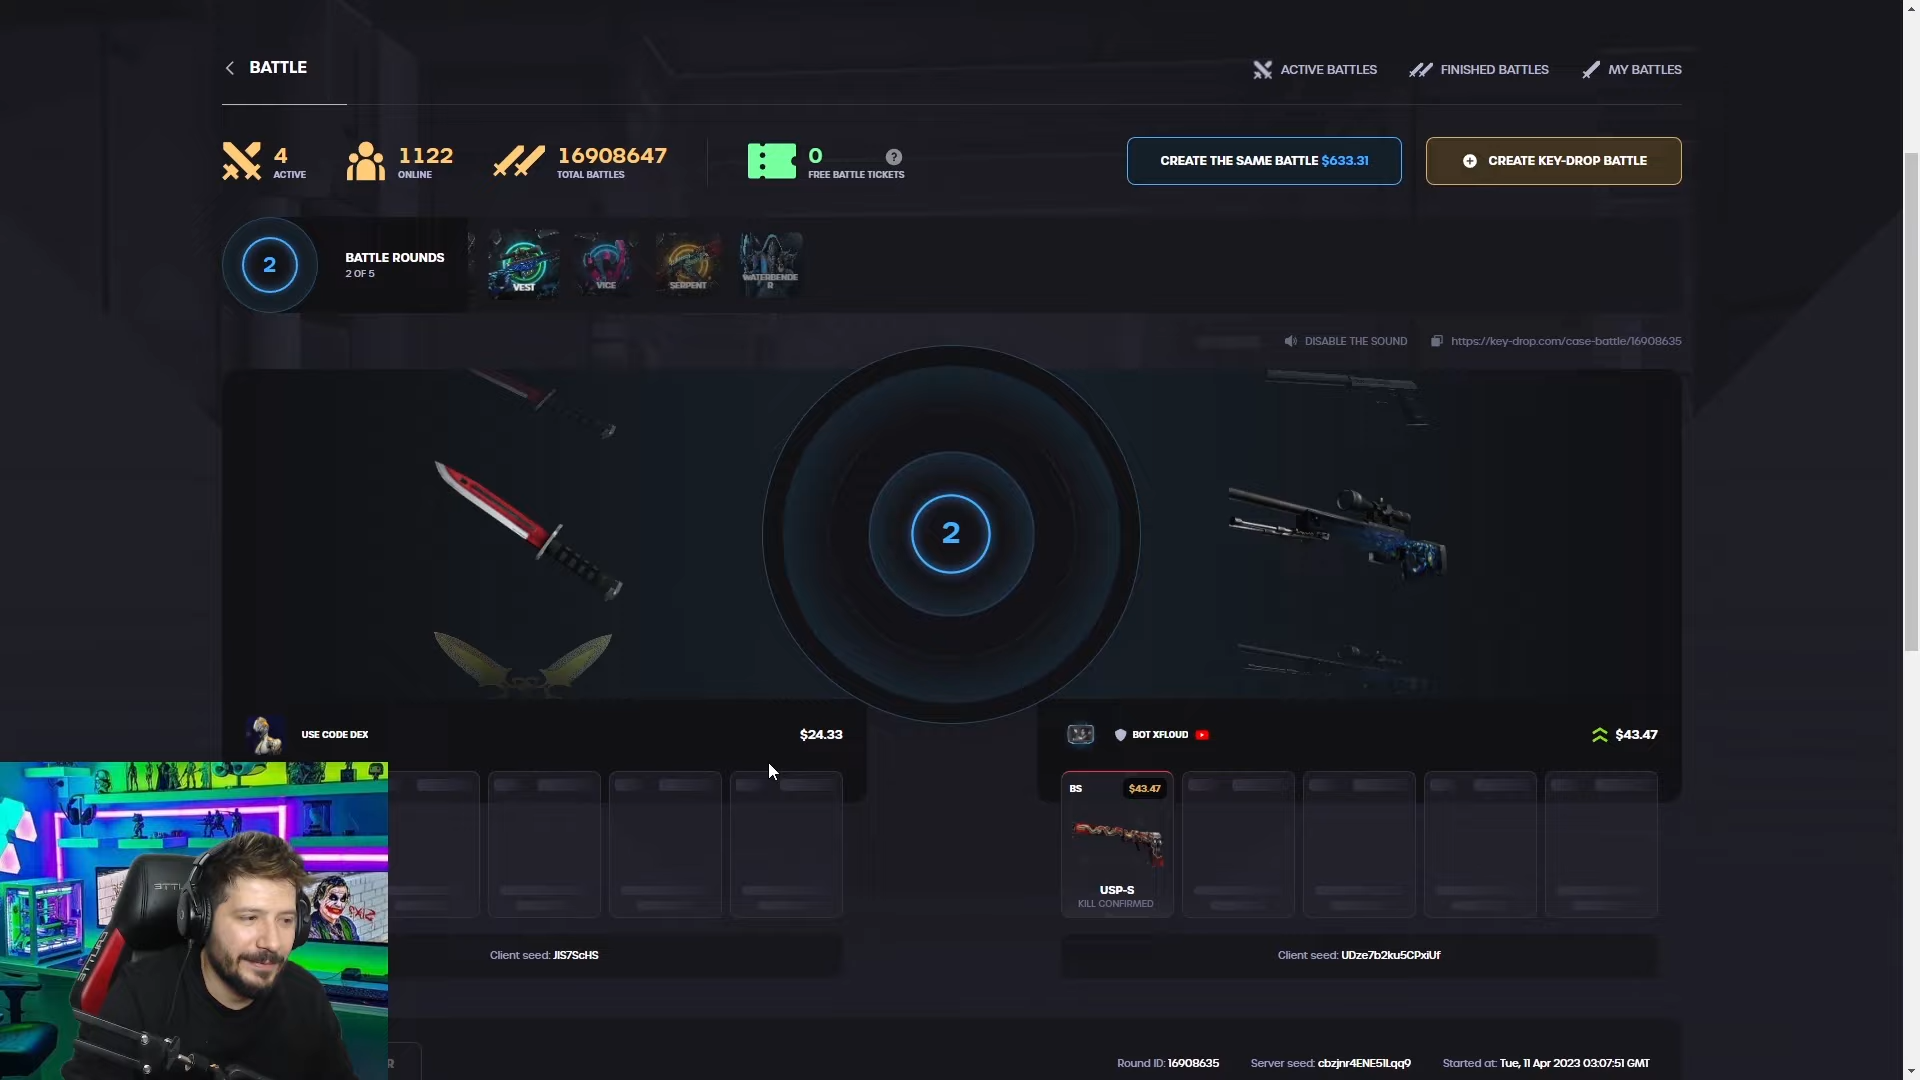 BATTLE
ACTIVE BATTLES
FINISHED BATTLES
MY BATTLES
4
ACTIVE
1122
ONLINE
16908647
TOTAL BATTLES
0
?
FREE BATTLE TICKETS
CREATE THE SAME BATTLE $633.31
CREATE KEY-DROP BATTLE
2
BATTLE ROUNDS
2 OF 5
VEST
VICE
SERPENT
WATERBENDE
R
DISABLE THE SOUND
https://key-drop.com/case-battle/16908635
2
USE CODE DEX
$24.33
BOT XFLOUD
$43.47
BS
$43.47
USP-S
KILL CONFIRMED
Client seed: JIS7ScHS
Client seed: UDze7b2ku5CPxiUf
R
Round ID: 16908635
Server seed: cbzjnr4ENE51Lqq9
Started at: Tue, 11 Apr 2023 03:07:51 GMT